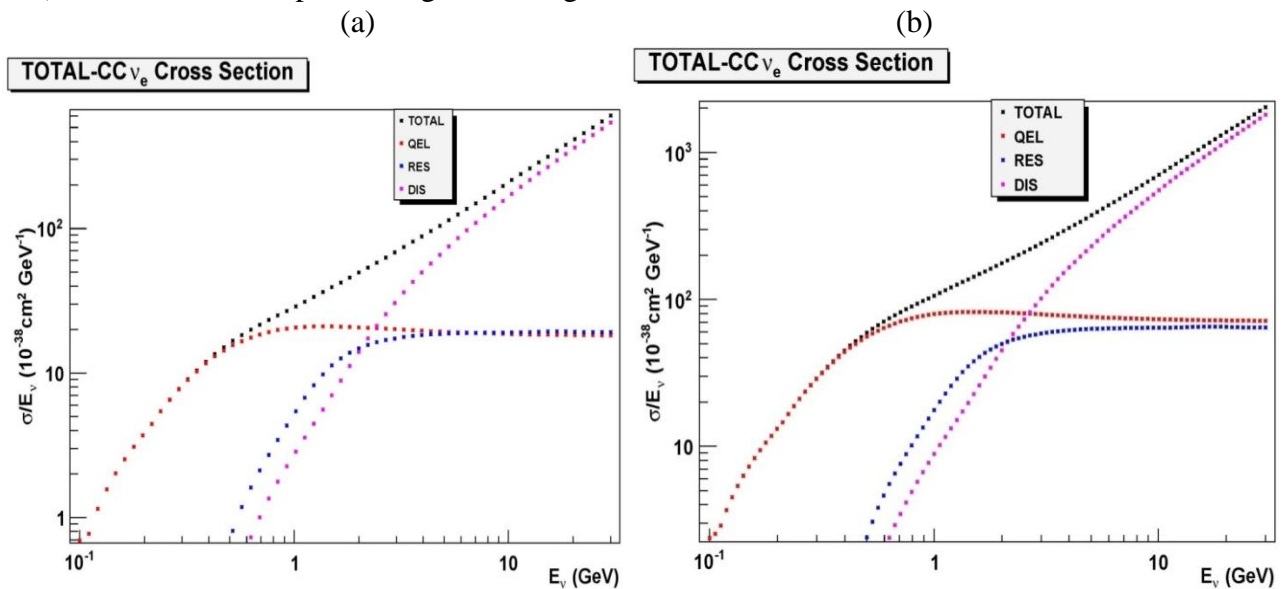 (a)
TOTAL-CC νe Cross Section
TOTAL
QEL
RES
DIS
σ/Eν (10⁻³⁸cm² GeV⁻¹)
10²
10
1
10⁻¹
1
10
Eν (GeV)
(b)
TOTAL-CC νe Cross Section
TOTAL
QEL
RES
DIS
σ/Eν (10⁻³⁸cm² GeV⁻¹)
10³
10²
10
10⁻¹
1
10
Eν (GeV)